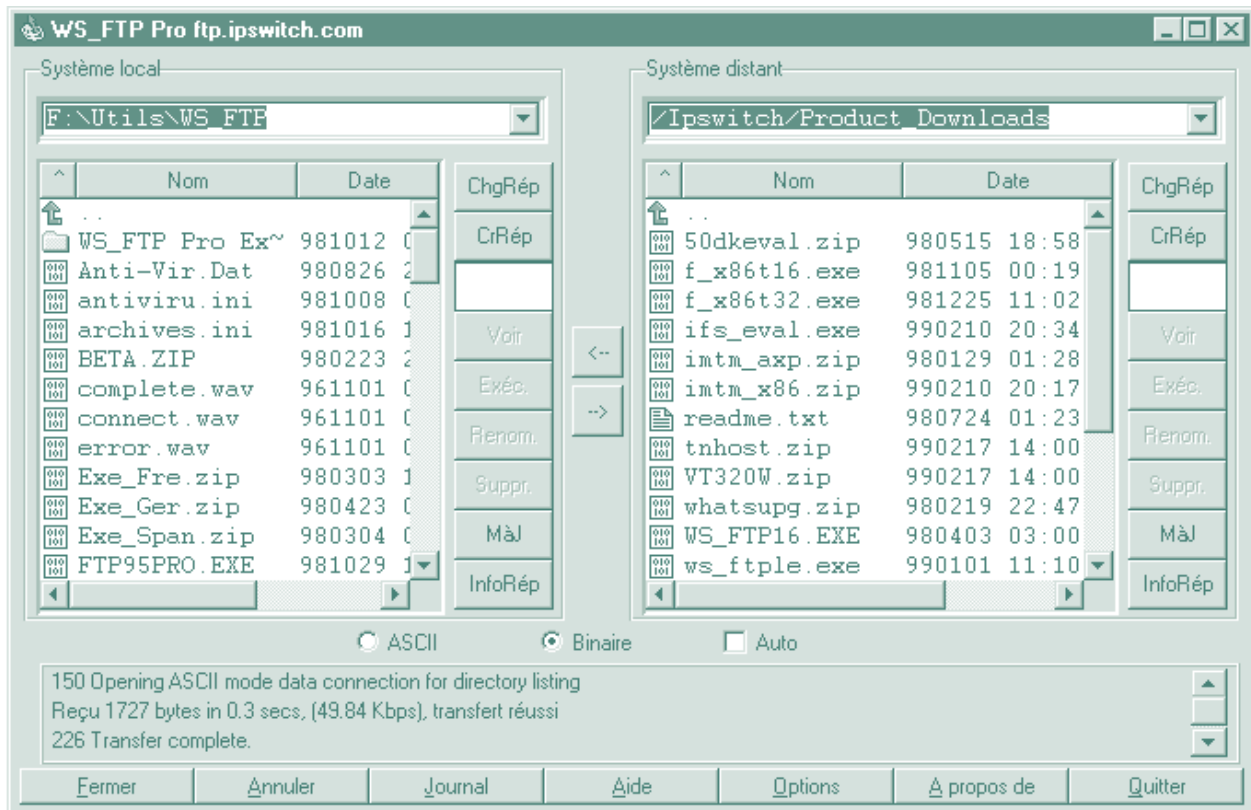 WS_FTP Pro ftp.ipswitch.com
Système local
F:\Utils\WS_FTP
^ Nom Date
..
WS_FTP Pro Ex~ 981012
Anti-Vir.Dat 980826
antiviru.ini 981008
archives.ini 981016
BETA.ZIP 980223
complete.wav 961101
connect.wav 961101
error.wav 961101
Exe_Fre.zip 980303
Exe_Ger.zip 980423
Exe_Span.zip 980304
FTP95PRO.EXE 981029
ChgRép
CrRép
Voir
Exéc.
Renom.
Suppr.
MàJ
InfoRép
<--
-->
Système distant
/Ipswitch/Product_Downloads
^ Nom Date
..
50dkeval.zip 980515 18:58
f_x86t16.exe 981105 00:19
f_x86t32.exe 981225 11:02
ifs_eval.exe 990210 20:34
imtm_axp.zip 980129 01:28
imtm_x86.zip 990210 20:17
readme.txt 980724 01:23
tnhost.zip 990217 14:00
VT320W.zip 990217 14:00
whatsupg.zip 980219 22:47
WS_FTP16.EXE 980403 03:00
ws_ftple.exe 990101 11:10
ChgRép
CrRép
Voir
Exéc.
Renom.
Suppr.
MàJ
InfoRép
ASCII Binaire Auto
150 Opening ASCII mode data connection for directory listing
Reçu 1727 bytes in 0.3 secs, (49.84 Kbps), transfert réussi
226 Transfer complete.
Fermer Annuler Journal Aide Options A propos de Quitter